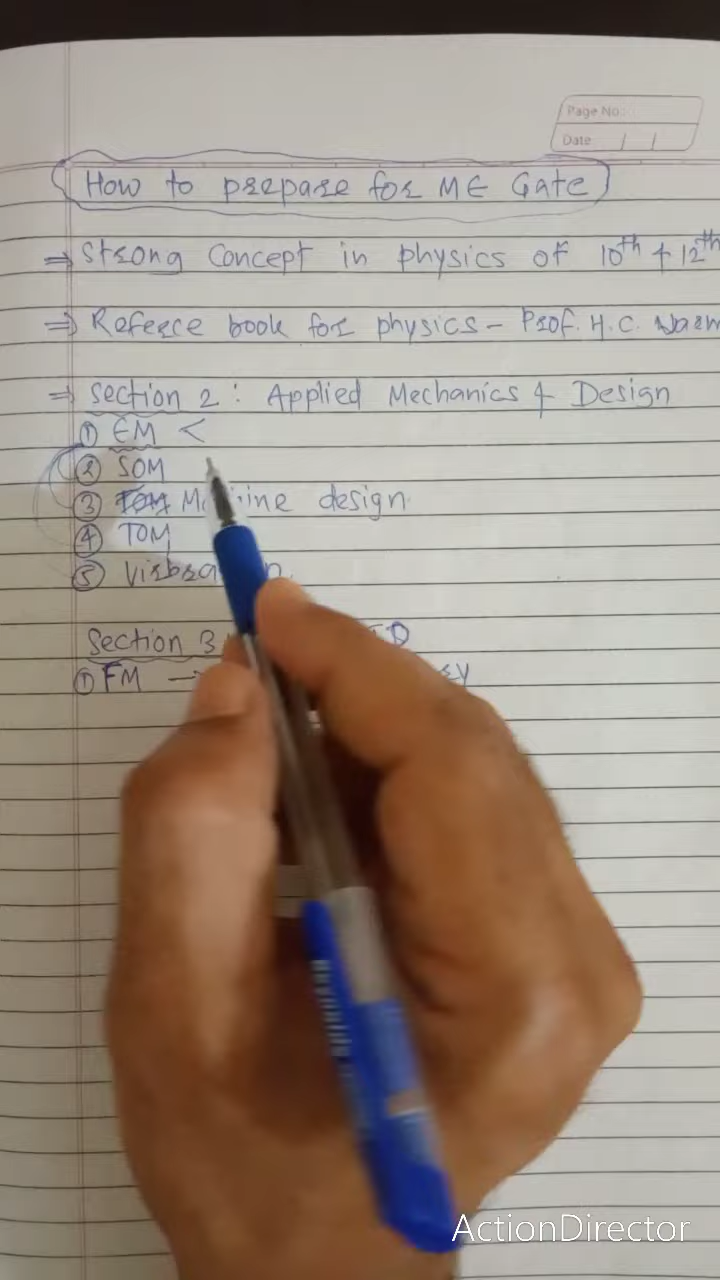 Page No:
Date / /
How to prepare for ME Gate
⇒ Strong Concept in physics of 10th & 12th
⇒ Referce book for physics - Prof. H.C.
⇒ Section 2 : Applied Mechanics & Design
① EM <
② SOM
③ TOM design
④ TOM
⑤
Section 3
① FM →
ActionDirector